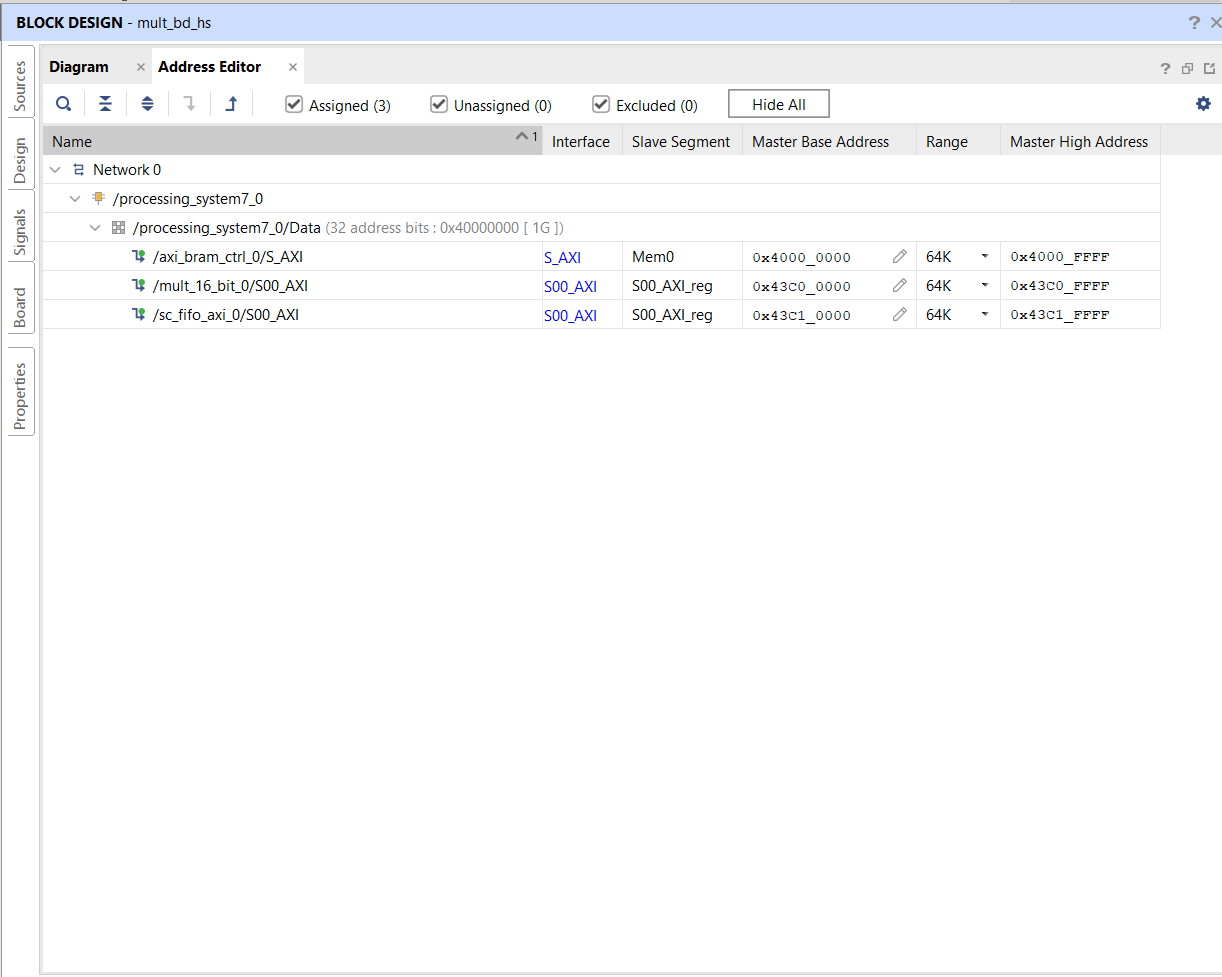 BLOCK DESIGN - mult_bd_hs ?
Sources
Design
Signals
Board
Properties
Diagram Address Editor ?
Assigned (3) Unassigned (0) Excluded (0) Hide All
Name 1 Interface Slave Segment Master Base Address Range Master High Address
Network 0
/processing_system7_0
/processing_system7_0/Data (32 address bits : 0x40000000 [ 1G ])
/axi_bram_ctrl_0/S_AXI S_AXI Mem0 0x4000_0000 64K 0x4000_FFFF
/mult_16_bit_0/S00_AXI S00_AXI S00_AXI_reg 0x43C0_0000 64K 0x43C0_FFFF
/sc_fifo_axi_0/S00_AXI S00_AXI S00_AXI_reg 0x43C1_0000 64K 0x43C1_FFFF